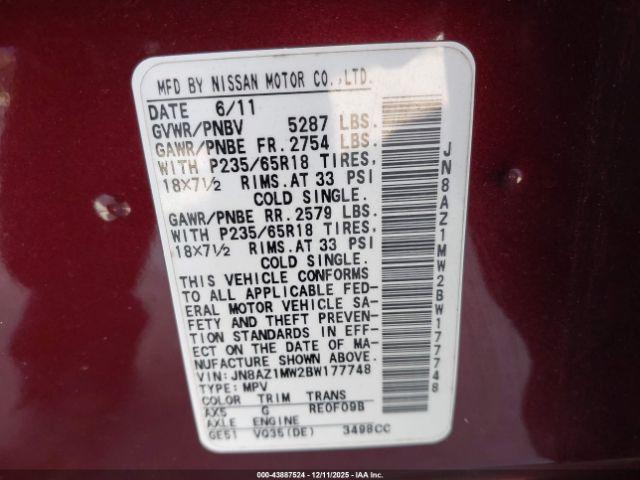 MFD BY NISSAN MOTOR CO.,LTD.
DATE 6/11
GVWR/PNBV 5287 LBS.
GAWR/PNBE FR. 2754 LBS.
WITH P235/65R18 TIRES,
18X7½ RIMS.AT 33 PSI
COLD SINGLE.
GAWR/PNBE RR. 2579 LBS.
WITH P235/65R18 TIRES,
18X7½ RIMS.AT 33 PSI
COLD SINGLE.
THIS VEHICLE CONFORMS
TO ALL APPLICABLE FED-
ERAL MOTOR VEHICLE SA-
FETY AND THEFT PREVEN-
TION STANDARDS IN EFF-
ECT ON THE DATE OF MA-
NUFACTURE SHOWN ABOVE.
VIN: JN8AZ1MW2BW177748
TYPE: MPV
COLOR TRIM TRANS
AX5 G RE0F09B
AXLE ENGINE
GE51 VQ35(DE) 3498CC
JN8AZ1MW2BW177748
000-43887524 - 12/11/2025 - IAAI.COM